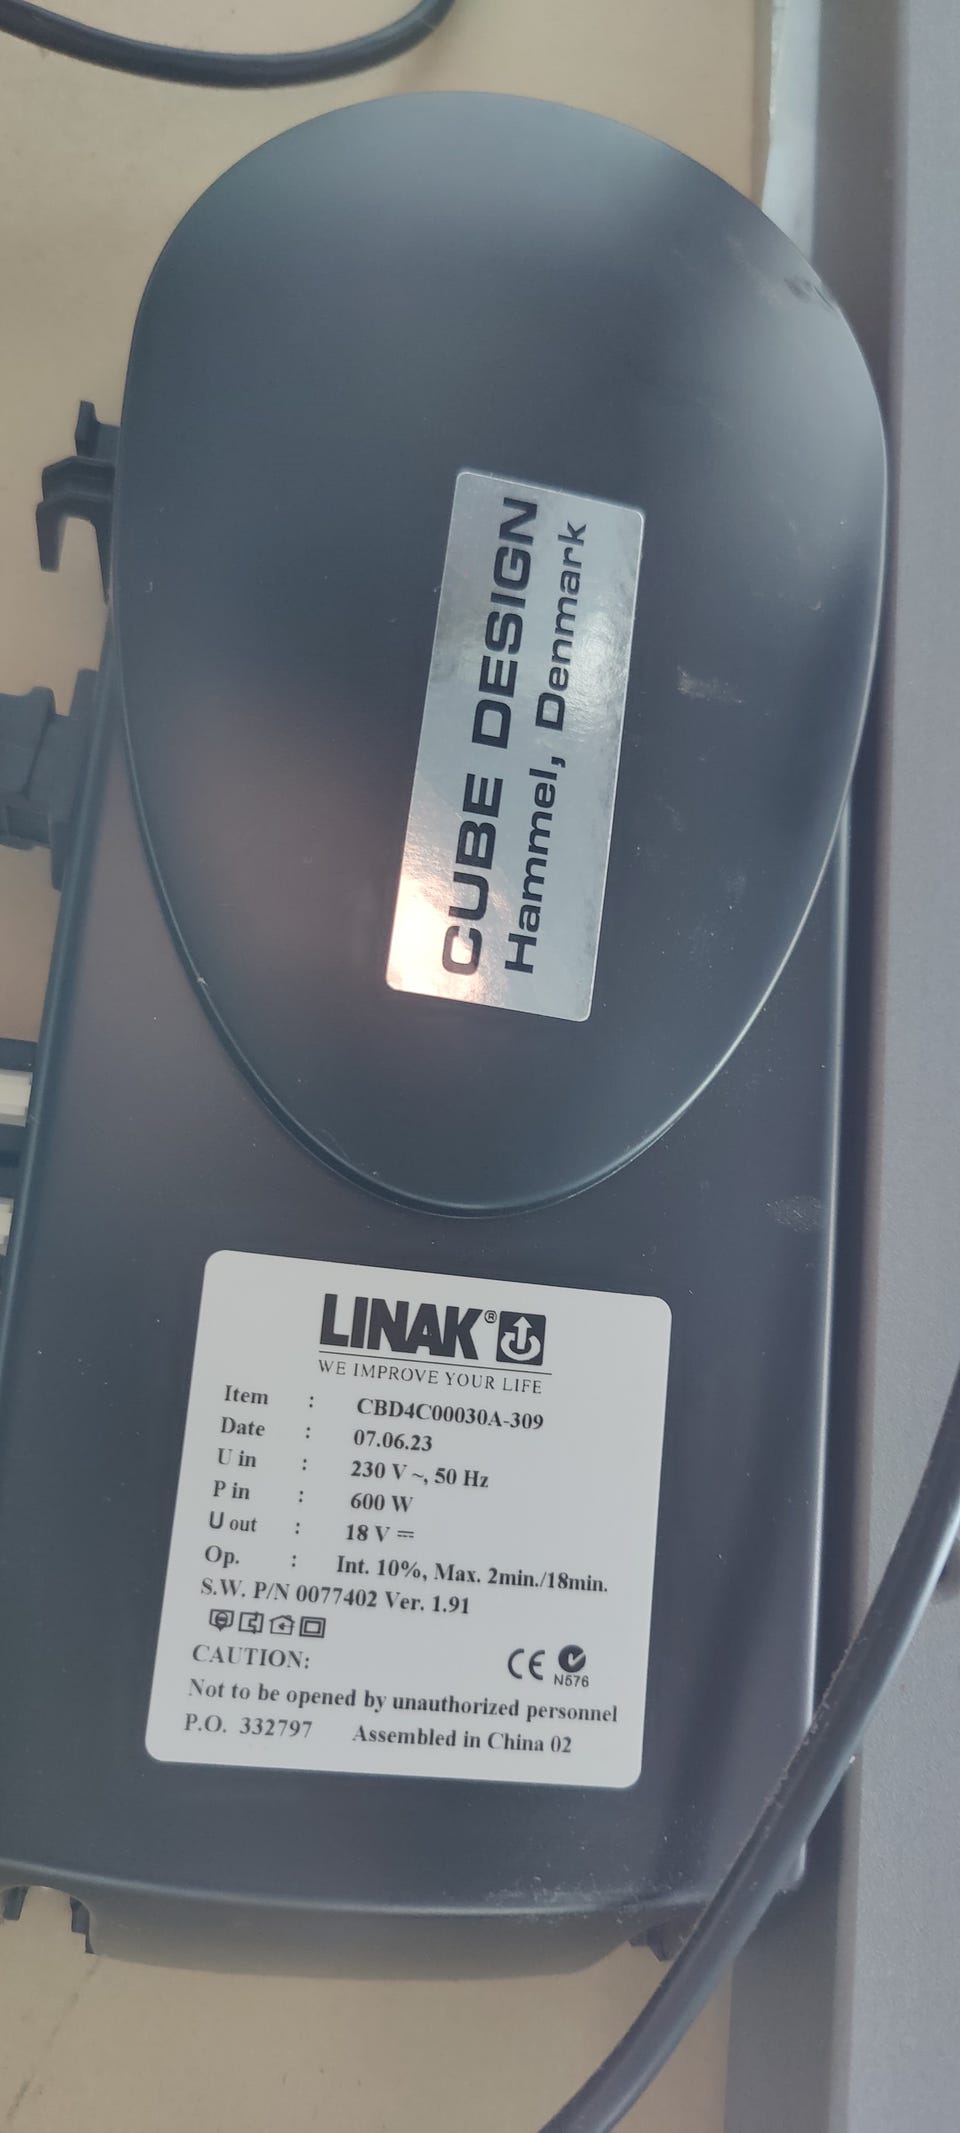 CUBE DESIGN
Hammel, Denmark
LINAK®
WE IMPROVE YOUR LIFE
Item : CBD4C00030A-309
Date : 07.06.23
U in : 230 V ~, 50 Hz
P in : 600 W
U out : 18 V ⎓
Op. : Int. 10%, Max. 2min./18min.
S.W. P/N 0077402 Ver. 1.91
CAUTION:
CE N576
Not to be opened by unauthorized personnel
P.O. 332797 Assembled in China 02